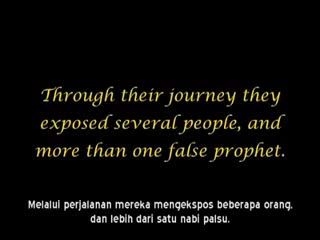 Through their journey they
exposed several people, and
more than one false prophet.
Melalui perjalanan mereka mengekspos beberapa orang,
dan lebih dari satu nabi palsu.